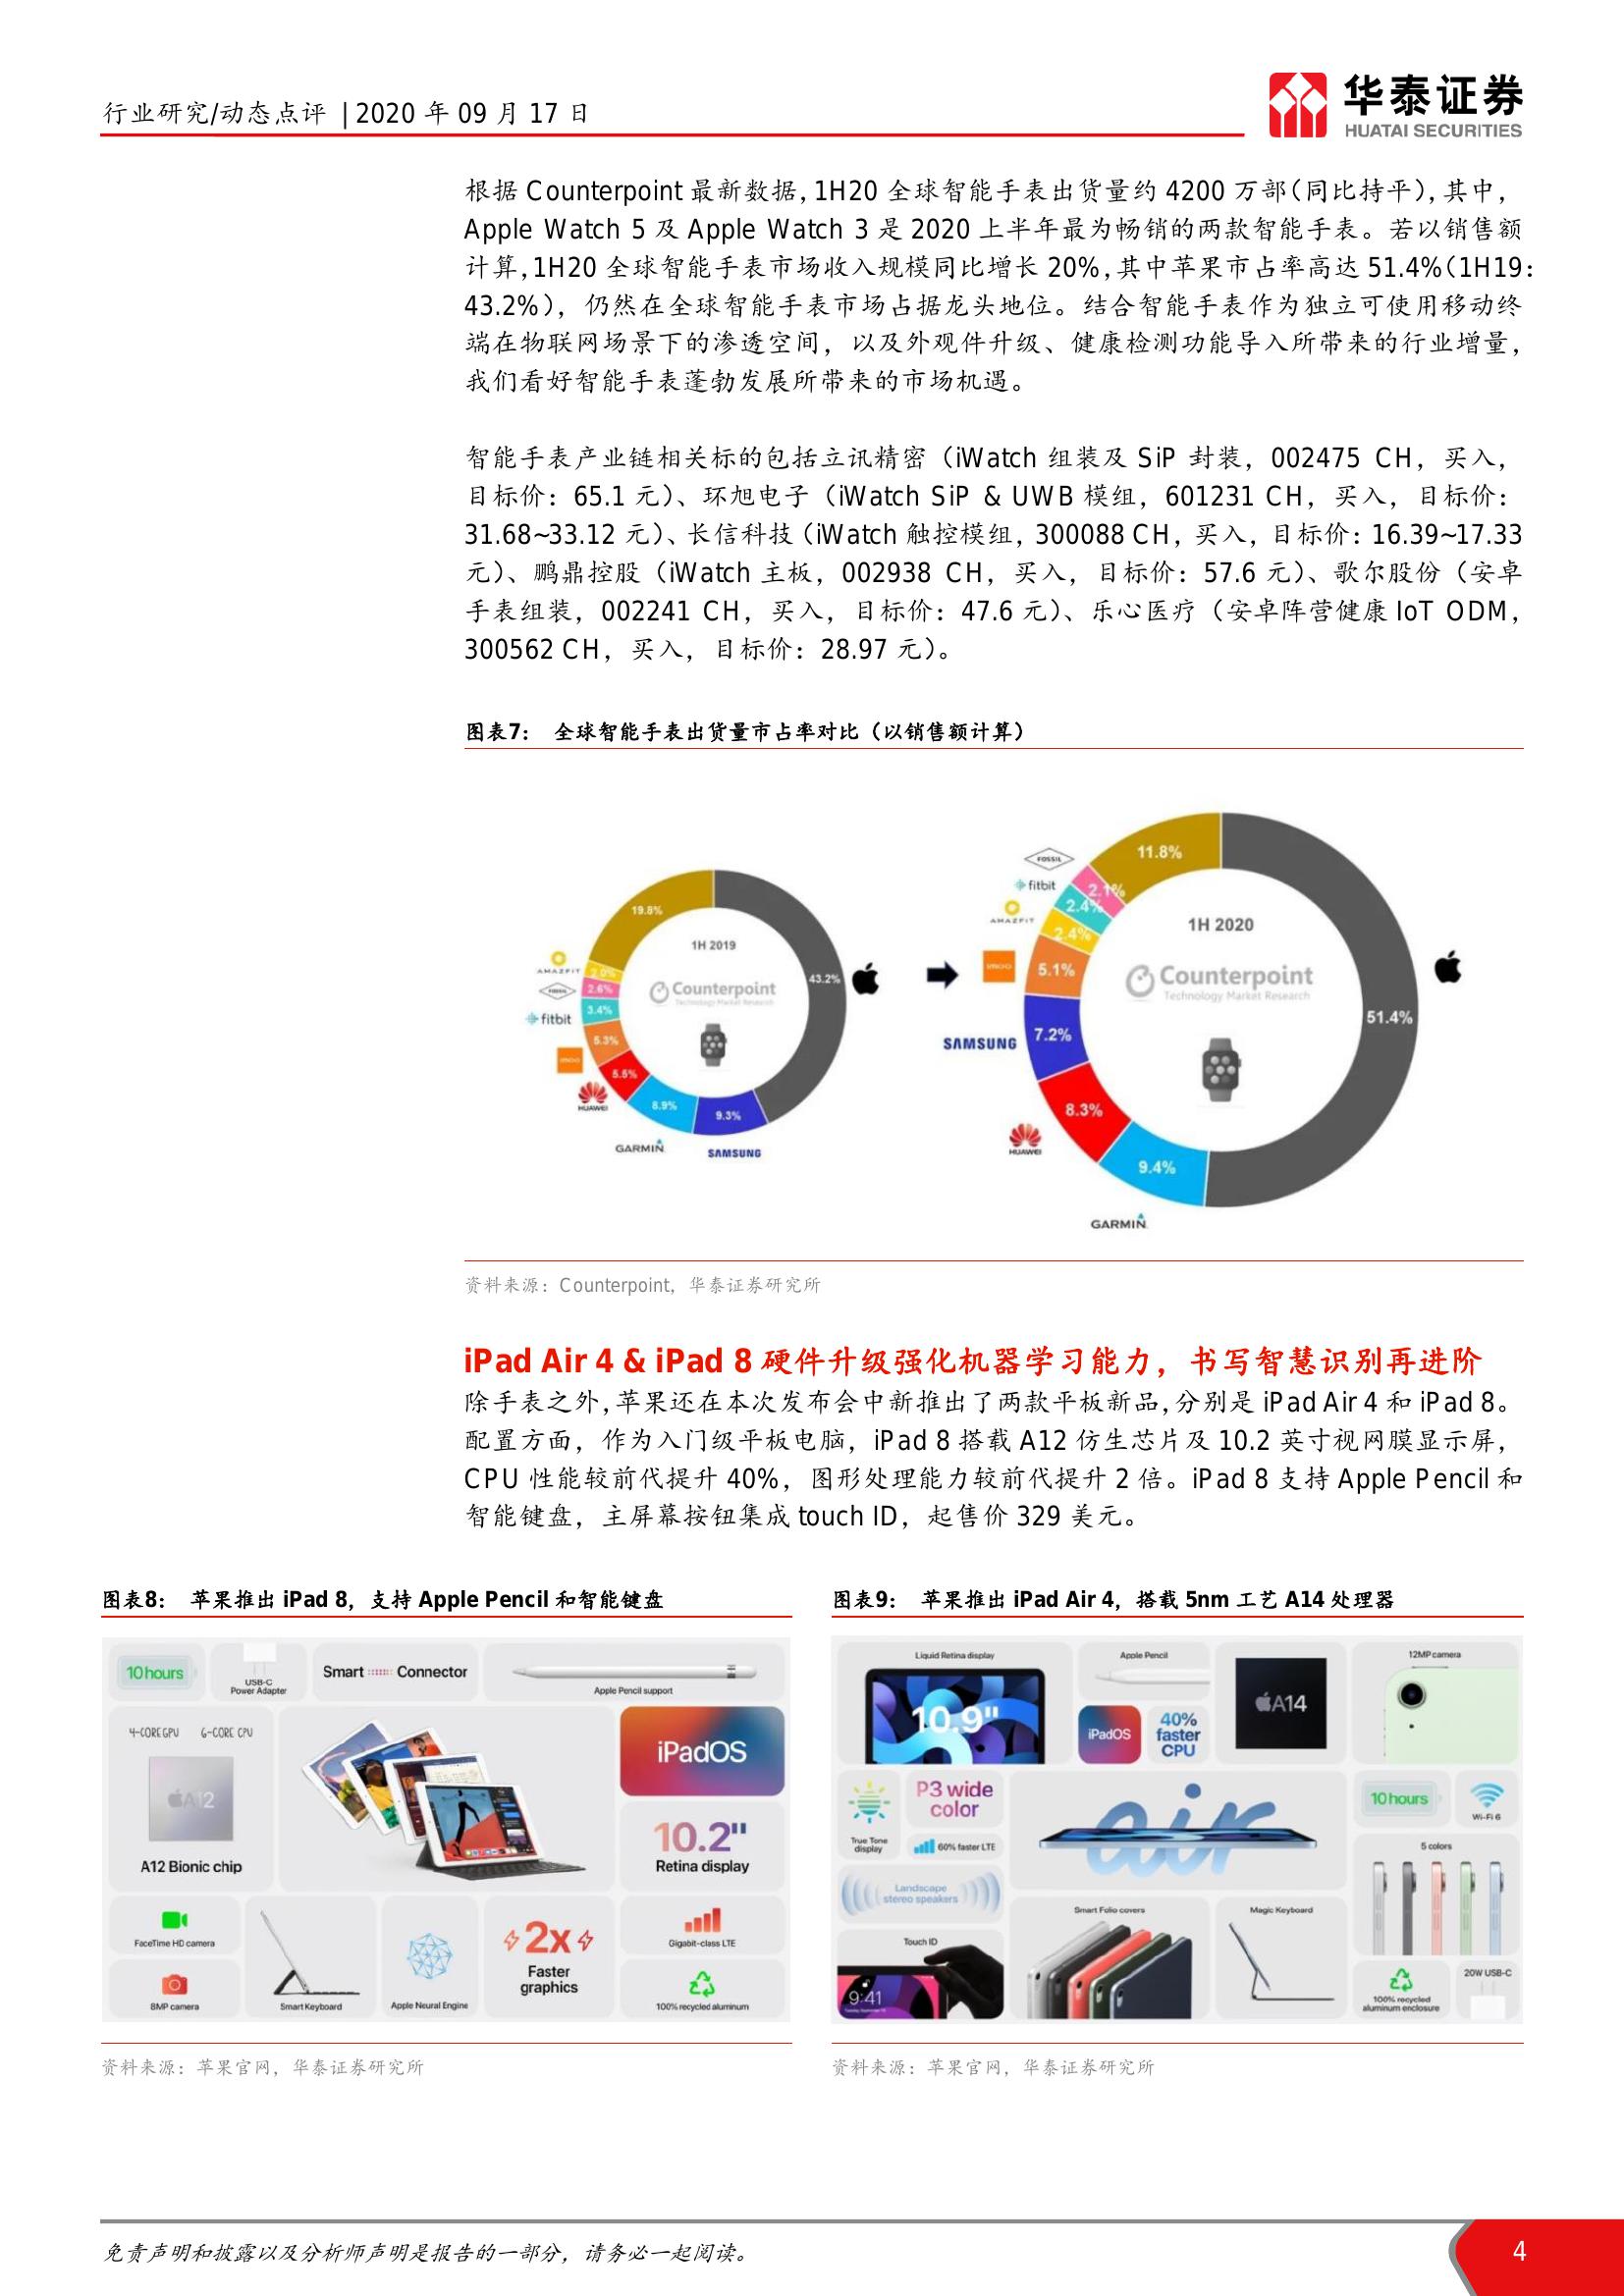 行业研究/动态点评 | 2020 年 09 月 17 日
华泰证券
HUATAI SECURITIES
根据 Counterpoint 最新数据,1H20 全球智能手表出货量约 4200 万部(同比持平),其中,
Apple Watch 5 及 Apple Watch 3 是 2020 上半年最为畅销的两款智能手表。若以销售额
计算,1H20 全球智能手表市场收入规模同比增长 20%,其中苹果市占率高达 51.4%(1H19:
43.2%),仍然在全球智能手表市场占据龙头地位。结合智能手表作为独立可使用移动终
端在物联网场景下的渗透空间,以及外观件升级、健康检测功能导入所带来的行业增量,
我们看好智能手表蓬勃发展所带来的市场机遇。
智能手表产业链相关标的包括立讯精密(iWatch 组装及 SiP 封装,002475 CH,买入,
目标价:65.1 元)、环旭电子(iWatch SiP & UWB 模组,601231 CH,买入,目标价:
31.68~33.12 元)、长信科技(iWatch 触控模组,300088 CH,买入,目标价:16.39~17.33
元)、鹏鼎控股(iWatch 主板,002938 CH,买入,目标价:57.6 元)、歌尔股份(安卓
手表组装,002241 CH,买入,目标价:47.6 元)、乐心医疗(安卓阵营健康 IoT ODM,
300562 CH,买入,目标价:28.97 元)。
图表7: 全球智能手表出货量市占率对比(以销售额计算)
19.8%
1H 2019
AMAZFIT
2.0%
FOSSIL
2.6%
Counterpoint
Technology Market Research
43.2%
fitbit
3.4%
imoo
5.3%
HUAWEI
5.5%
8.9%
9.3%
GARMIN
SAMSUNG
11.8%
FOSSIL
2.1%
fitbit
2.4%
AMAZFIT
2.4%
1H 2020
imoo
5.1%
Counterpoint
Technology Market Research
51.4%
SAMSUNG
7.2%
HUAWEI
8.3%
9.4%
GARMIN
资料来源:Counterpoint,华泰证券研究所
iPad Air 4 & iPad 8 硬件升级强化机器学习能力,书写智慧识别再进阶
除手表之外,苹果还在本次发布会中新推出了两款平板新品,分别是 iPad Air 4 和 iPad 8。
配置方面,作为入门级平板电脑,iPad 8 搭载 A12 仿生芯片及 10.2 英寸视网膜显示屏,
CPU 性能较前代提升 40%,图形处理能力较前代提升 2 倍。iPad 8 支持 Apple Pencil 和
智能键盘,主屏幕按钮集成 touch ID,起售价 329 美元。
图表8: 苹果推出 iPad 8,支持 Apple Pencil 和智能键盘
10 hours
USB-C
Power Adapter
Smart Connector
Apple Pencil support
4-CORE GPU 6-CORE CPU
A12
A12 Bionic chip
iPadOS
10.2"
Retina display
FaceTime HD camera
8MP camera
Smart Keyboard
Apple Neural Engine
2x
Faster
graphics
Gigabit-class LTE
100% recycled aluminum
资料来源:苹果官网,华泰证券研究所
图表9: 苹果推出 iPad Air 4,搭载 5nm 工艺 A14 处理器
Liquid Retina display
10.9"
Apple Pencil
iPadOS
40%
faster
CPU
A14
12MP camera
True Tone
display
P3 wide
color
60% faster LTE
air
10 hours
Wi-Fi 6
Landscape
stereo speakers
5 colors
Touch ID
9:41
Smart Folio covers
Magic Keyboard
100% recycled
aluminum enclosure
20W USB-C
资料来源:苹果官网,华泰证券研究所
免责声明和披露以及分析师声明是报告的一部分,请务必一起阅读。
4